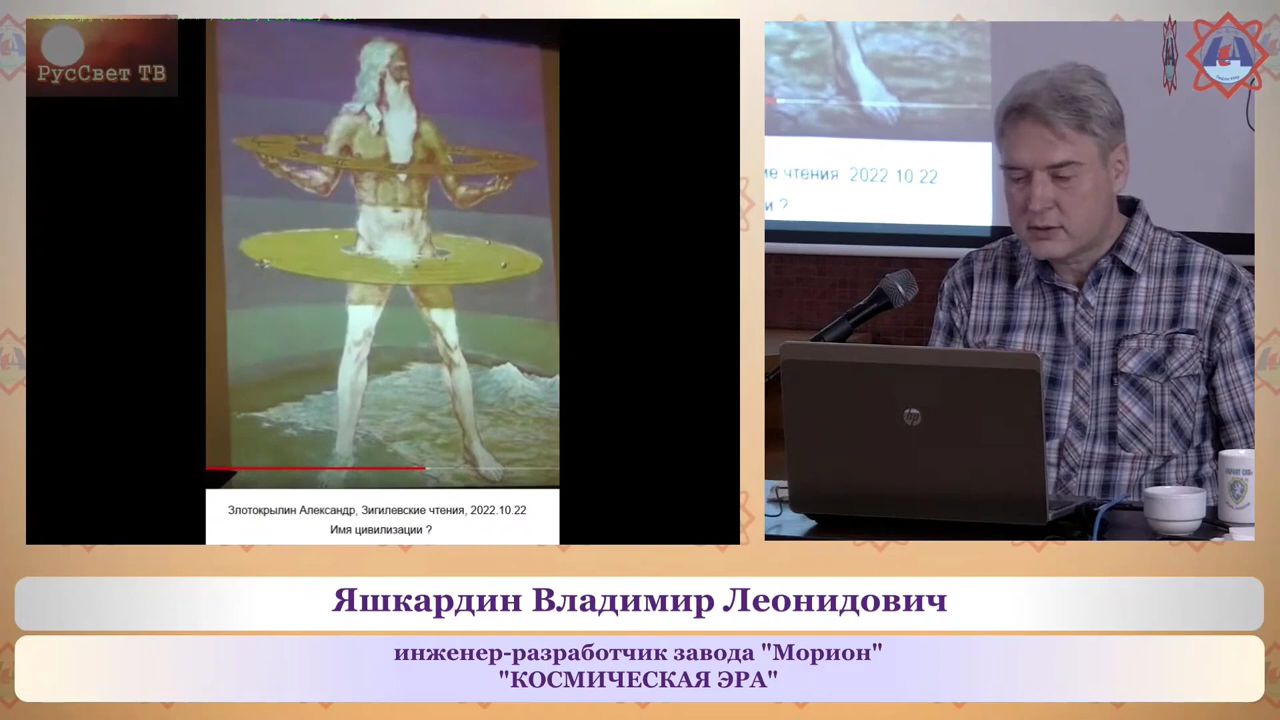 РусСвет ТВ
Злотокрылин Александр, Зигилевские чтения, 2022.10.22
Имя цивилизации ?
ие чтения 2022 10 22
и ?
hp
Яшкардин Владимир Леонидович
инженер-разработчик завода "Морион"
"КОСМИЧЕСКАЯ ЭРА"